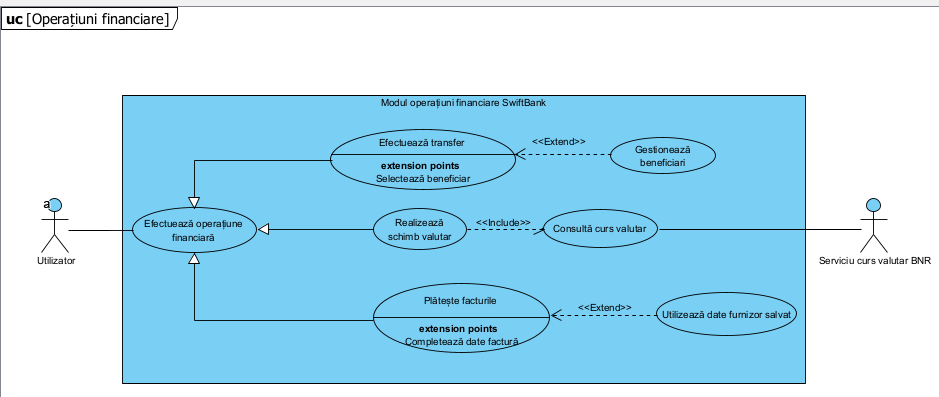 uc [Operațiuni financiare]
Modul operațiuni financiare SwiftBank
Efectuează transfer
extension points
Selectează beneficiar
<<Extend>>
Gestionează
beneficiari
a
Utilizator
Efectuează operațiune
financiară
Realizează
schimb valutar
<<Include>>
Consultă curs valutar
Serviciu curs valutar BNR
Plătește facturile
extension points
Completează date factură
<<Extend>>
Utilizează date furnizor salvat